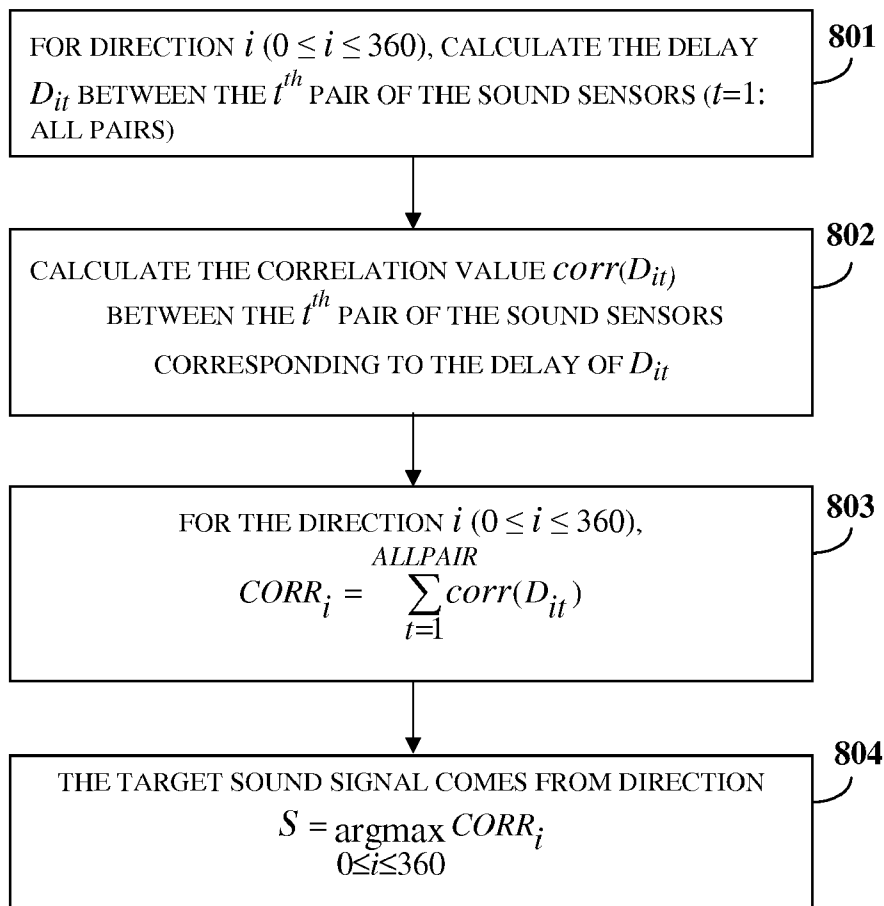 FOR DIRECTION i (0 ≤ i ≤ 360), CALCULATE THE DELAY
D_it BETWEEN THE t^th PAIR OF THE SOUND SENSORS (t=1:
ALL PAIRS)
801
CALCULATE THE CORRELATION VALUE corr(D_it)
BETWEEN THE t^th PAIR OF THE SOUND SENSORS
CORRESPONDING TO THE DELAY OF D_it
802
FOR THE DIRECTION i (0 ≤ i ≤ 360),
ALLPAIR
CORR_i = ∑ corr(D_it)
t=1
803
THE TARGET SOUND SIGNAL COMES FROM DIRECTION
S = argmax CORR_i
0≤i≤360
804